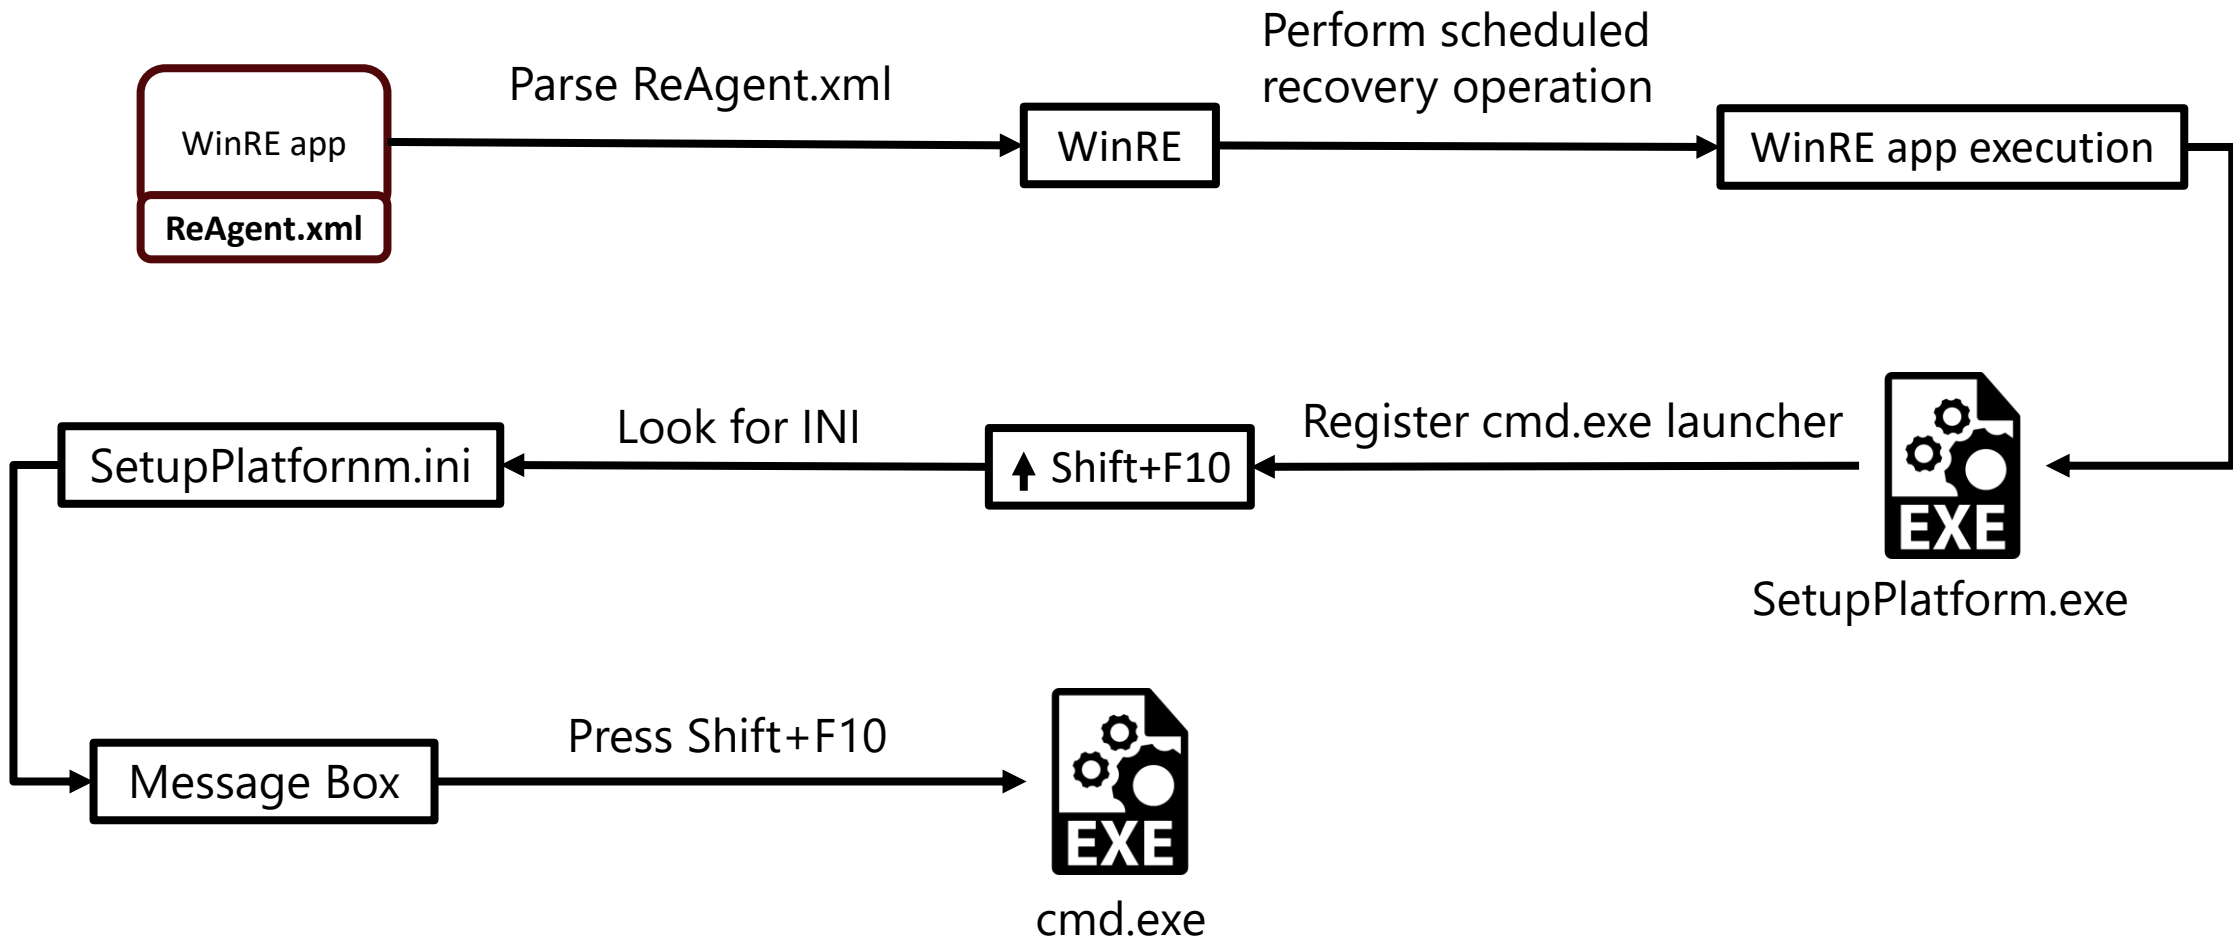 Perform scheduled
recovery operation
Parse ReAgent.xml
WinRE app
ReAgent.xml
WinRE
WinRE app execution
SetupPlatfornm.ini
Look for INI
Shift+F10
Register cmd.exe launcher
EXE
SetupPlatform.exe
Message Box
Press Shift+F10
EXE
cmd.exe